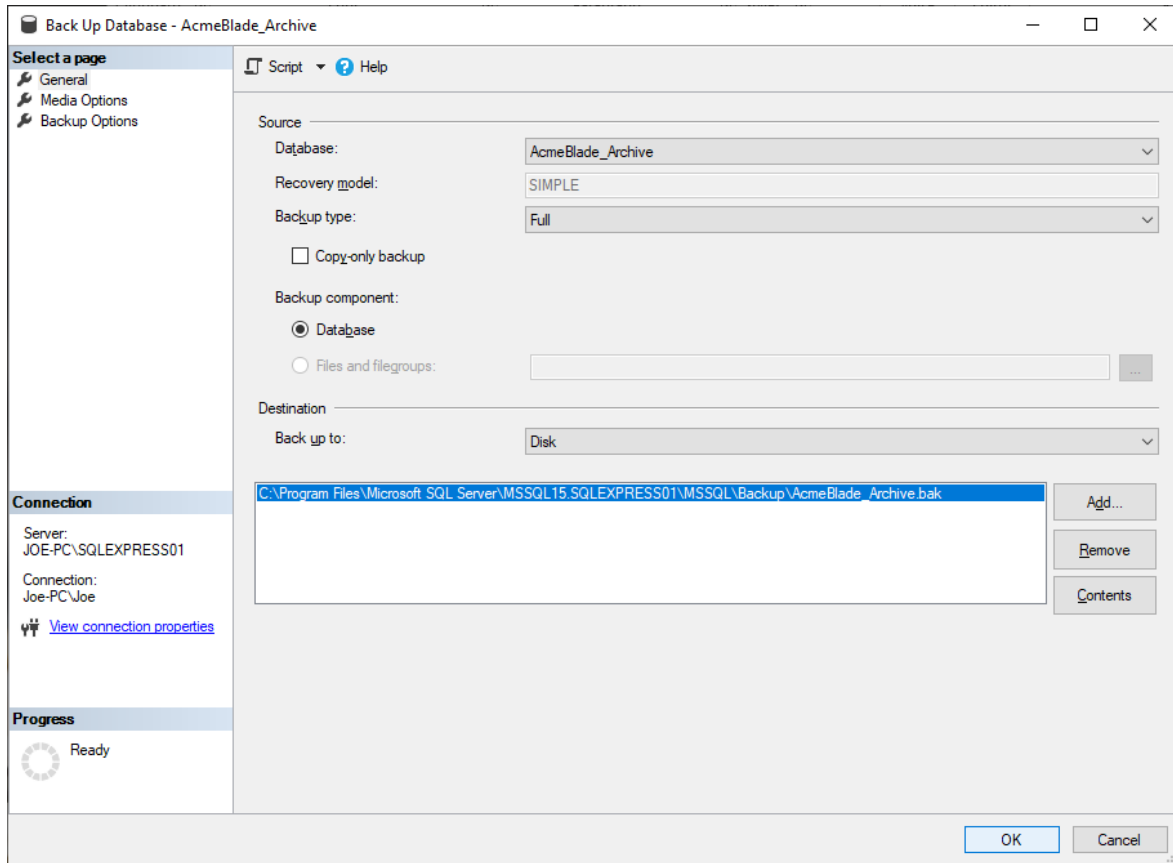 Back Up Database - AcmeBlade_Archive
Select a page
General
Media Options
Backup Options
Script
Help
Source
Database:
AcmeBlade_Archive
Recovery model:
SIMPLE
Backup type:
Full
Copy-only backup
Backup component:
Database
Files and filegroups:
...
Destination
Back up to:
Disk
C:\Program Files\Microsoft SQL Server\MSSQL15.SQLEXPRESS01\MSSQL\Backup\AcmeBlade_Archive.bak
Add...
Remove
Contents
Connection
Server:
JOE-PC\SQLEXPRESS01
Connection:
Joe-PC\Joe
View connection properties
Progress
Ready
OK
Cancel